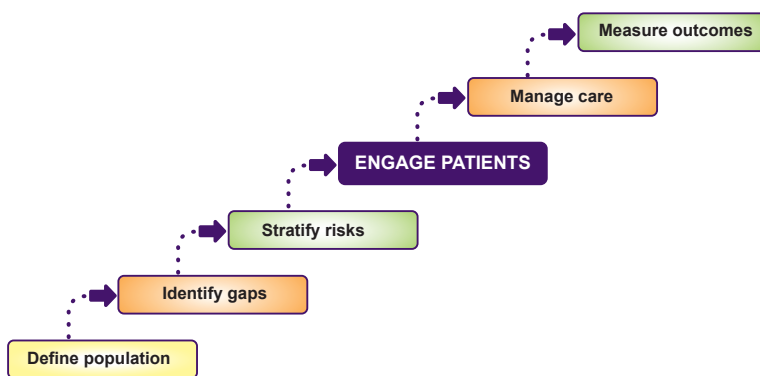 Measure outcomes
Manage care
ENGAGE PATIENTS
Stratify risks
Identify gaps
Define population